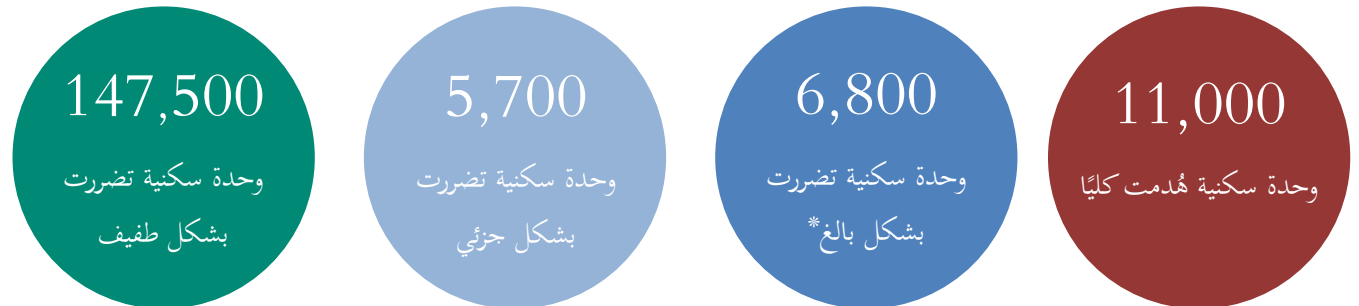 11,000
وحدة سكنية هُدمت كليًا
6,800
وحدة سكنية تضررت
بشكل بالغ*
5,700
وحدة سكنية تضررت
بشكل جزئي
147,500
وحدة سكنية تضررت
بشكل طفيف